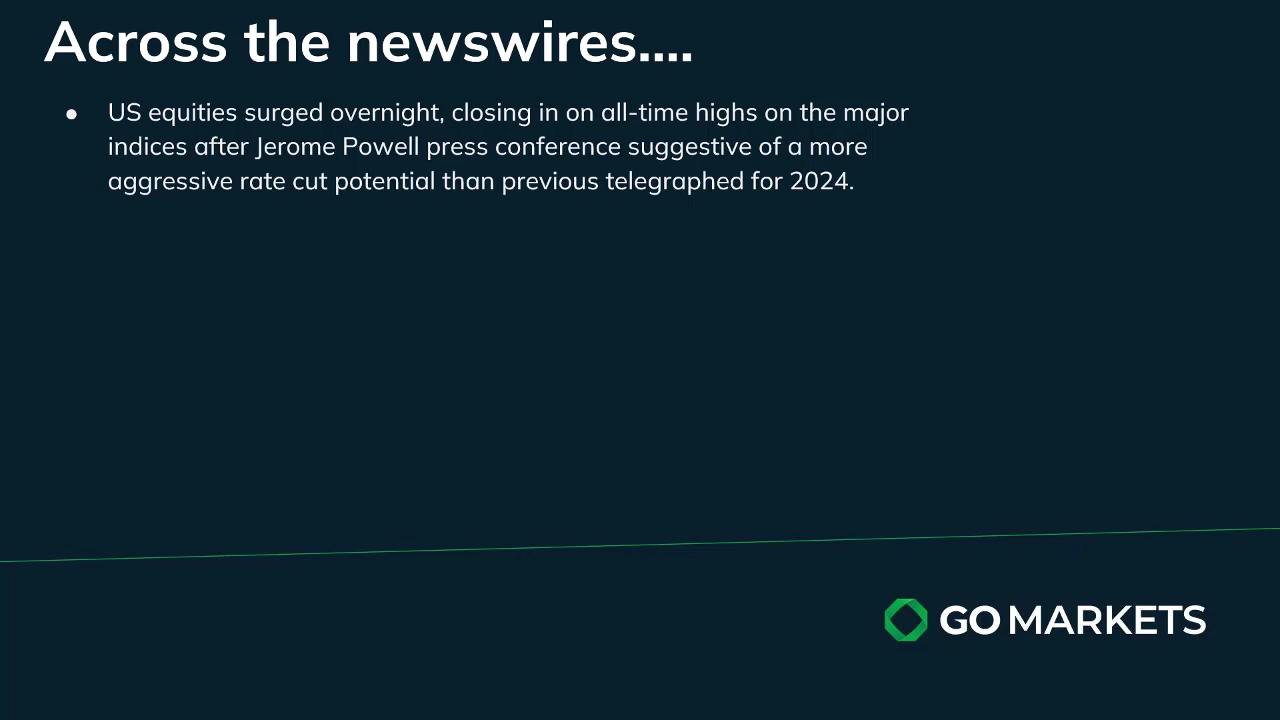 Across the newswires....
● US equities surged overnight, closing in on all-time highs on the major
indices after Jerome Powell press conference suggestive of a more
aggressive rate cut potential than previous telegraphed for 2024.
GO MARKETS